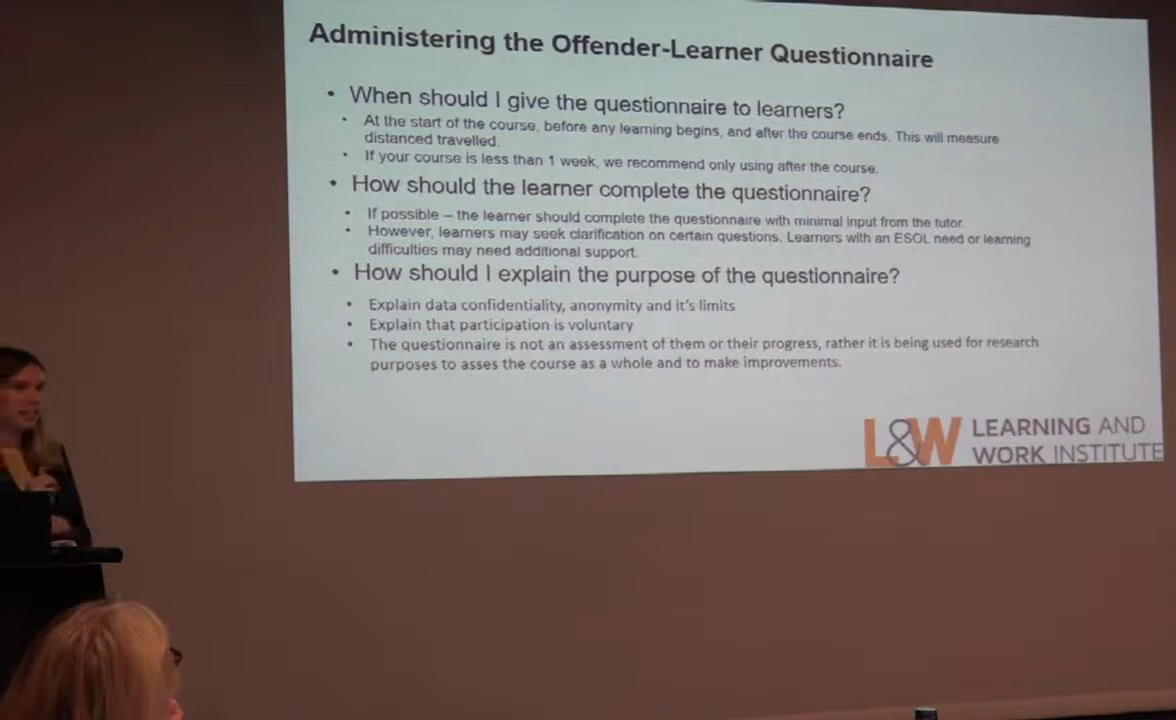 Administering the Offender-Learner Questionnaire
• When should I give the questionnaire to learners?
• At the start of the course, before any learning begins, and after the course ends. This will measure
distanced travelled.
• If your course is less than 1 week, we recommend only using after the course.
• How should the learner complete the questionnaire?
• If possible – the learner should complete the questionnaire with minimal input from the tutor.
• However, learners may seek clarification on certain questions. Learners with an ESOL need or learning
difficulties may need additional support.
• How should I explain the purpose of the questionnaire?
• Explain data confidentiality, anonymity and it's limits
• Explain that participation is voluntary
• The questionnaire is not an assessment of them or their progress, rather it is being used for research
purposes to asses the course as a whole and to make improvements.
L&W LEARNING AND
WORK INSTITUTE